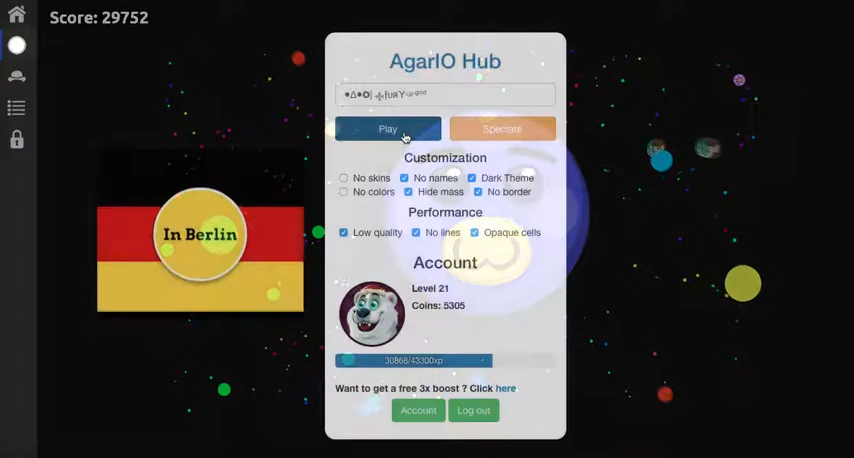 Score: 29752
AgarIO Hub
Play
Spectate
Customization
No skins
No names
Dark Theme
No colors
Hide mass
No border
Performance
Low quality
No lines
Opaque cells
Account
Level 21
Coins: 5305
30868/43300xp
Want to get a free 3x boost ? Click here
Account
Log out
In Berlin